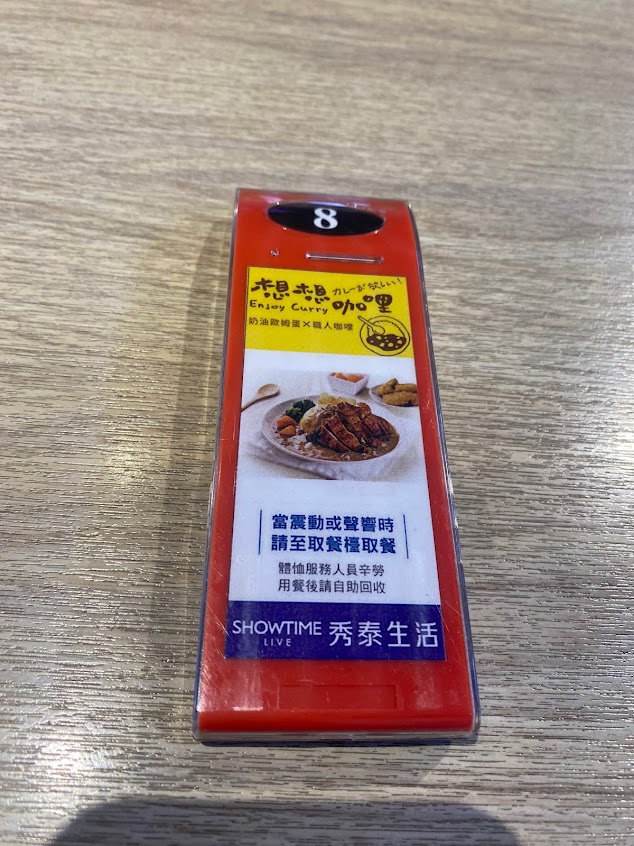 8
想想咖哩
カレーが欲しい!
Enjoy Curry
奶油歐姆蛋×職人咖哩
當震動或聲響時
請至取餐檯取餐
體恤服務人員辛勞
用餐後請自助回收
SHOWTIME LIVE 秀泰生活